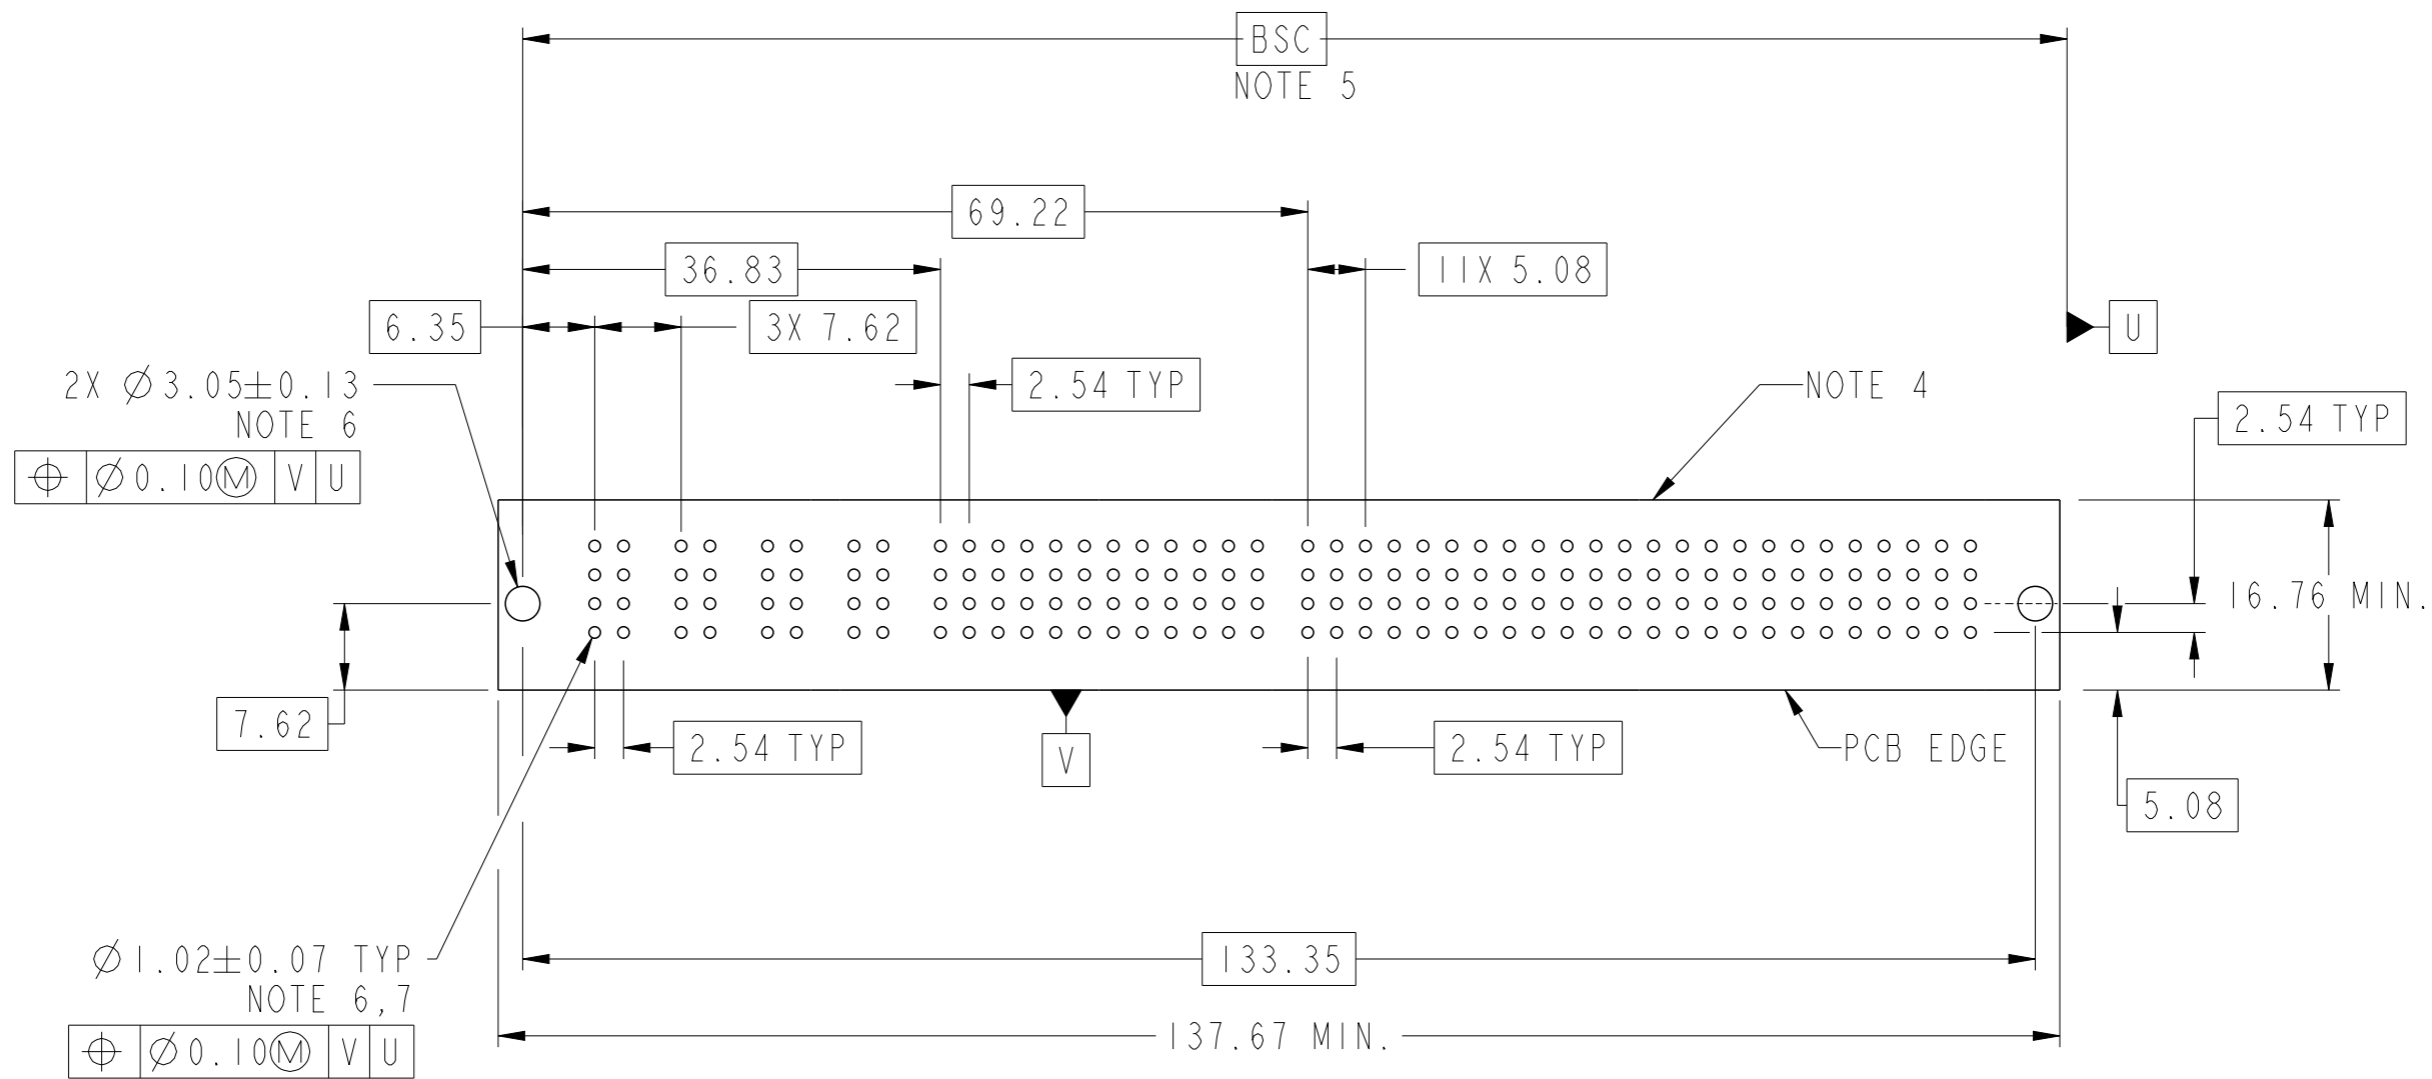 BSC
NOTE 5
69.22
36.83
11X 5.08
6.35
3X 7.62
U
2X Ø3.05±0.13
NOTE 6
⌖ Ø0.10Ⓜ V U
2.54 TYP
NOTE 4
2.54 TYP
16.76 MIN.
7.62
2.54 TYP
V
2.54 TYP
PCB EDGE
5.08
Ø1.02±0.07 TYP
NOTE 6,7
⌖ Ø0.10Ⓜ V U
133.35
137.67 MIN.